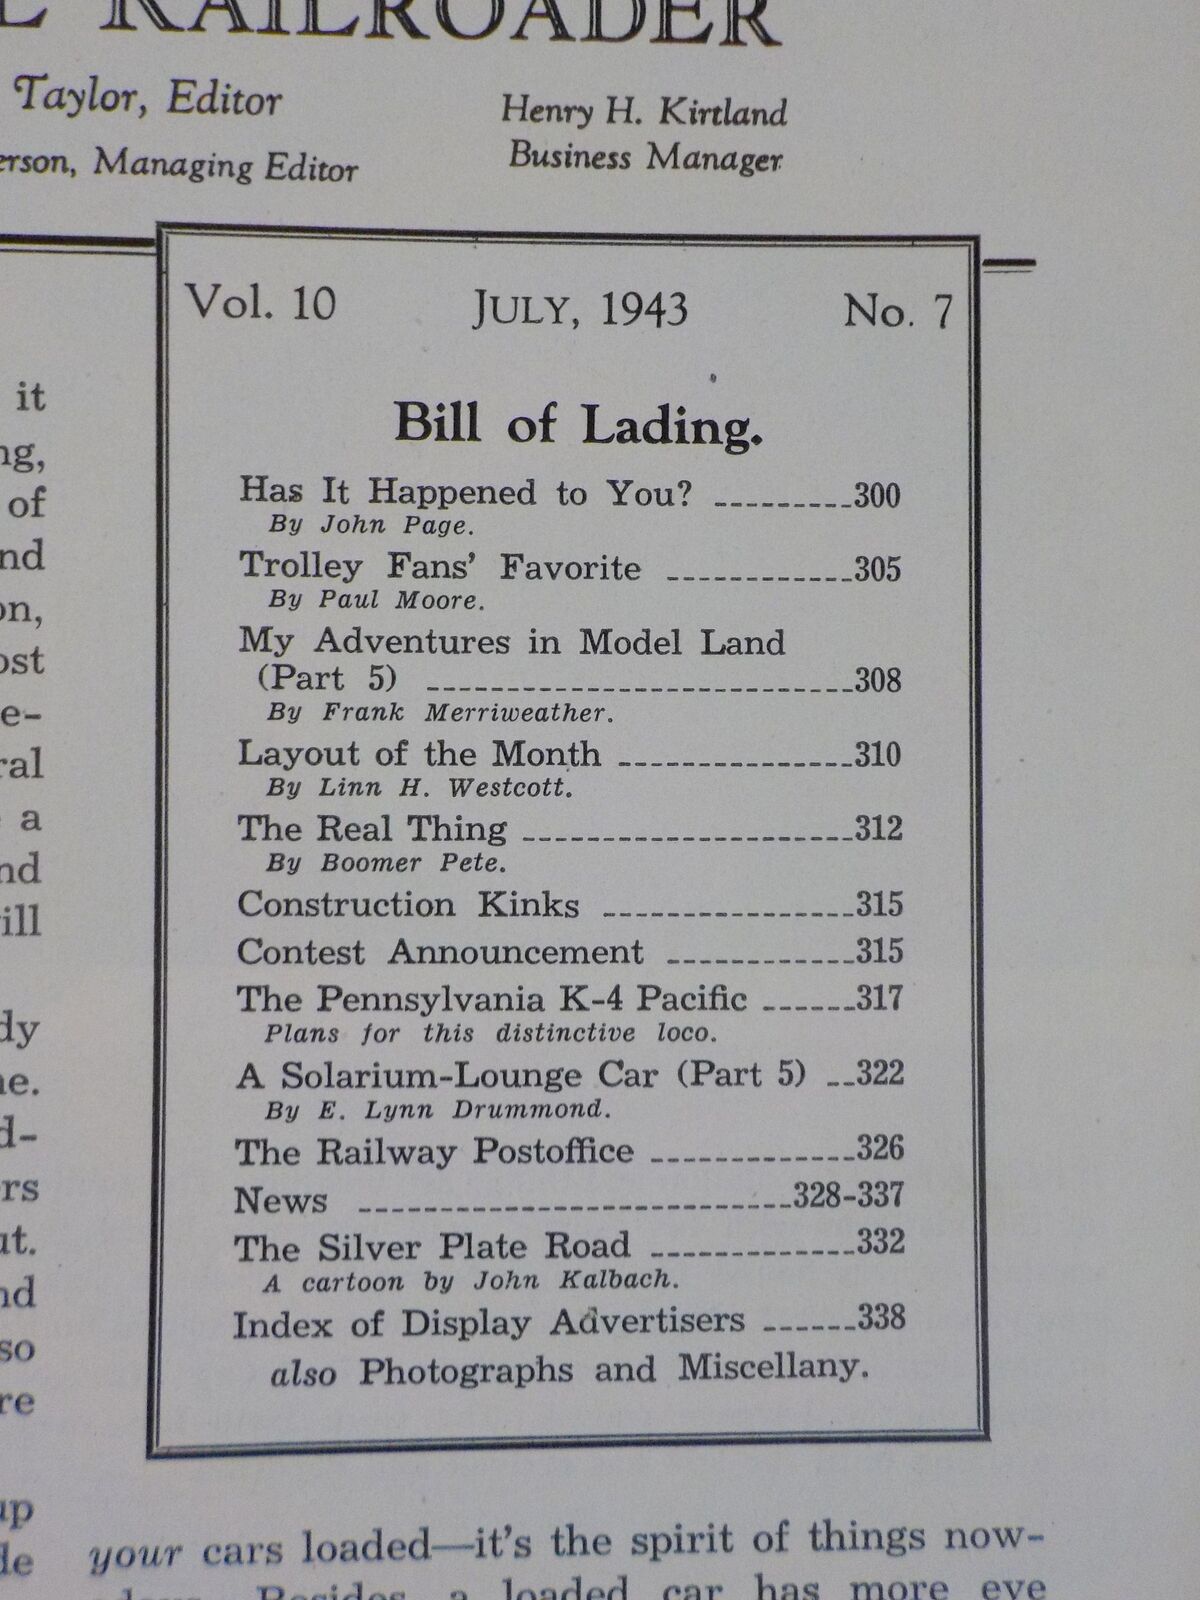 RAILROADER
Taylor, Editor
Henry H. Kirtland
Managing Editor
Business Manager
Vol. 10 JULY, 1943 No. 7
Bill of Lading.
Has It Happened to You? ----------300
By John Page.
Trolley Fans' Favorite ------------305
By Paul Moore.
My Adventures in Model Land
(Part 5) ---------------------------308
By Frank Merriweather.
Layout of the Month ---------------310
By Linn H. Westcott.
The Real Thing ---------------------312
By Boomer Pete.
Construction Kinks ----------------315
Contest Announcement ------------315
The Pennsylvania K-4 Pacific ------317
Plans for this distinctive loco.
A Solarium-Lounge Car (Part 5) --322
By E. Lynn Drummond.
The Railway Postoffice -------------326
News ---------------------------328-337
The Silver Plate Road -------------332
A cartoon by John Kalbach.
Index of Display Advertisers ------338
also Photographs and Miscellany.
it
of
a
your cars loaded—it's the spirit of things now-
a loaded car has more eye